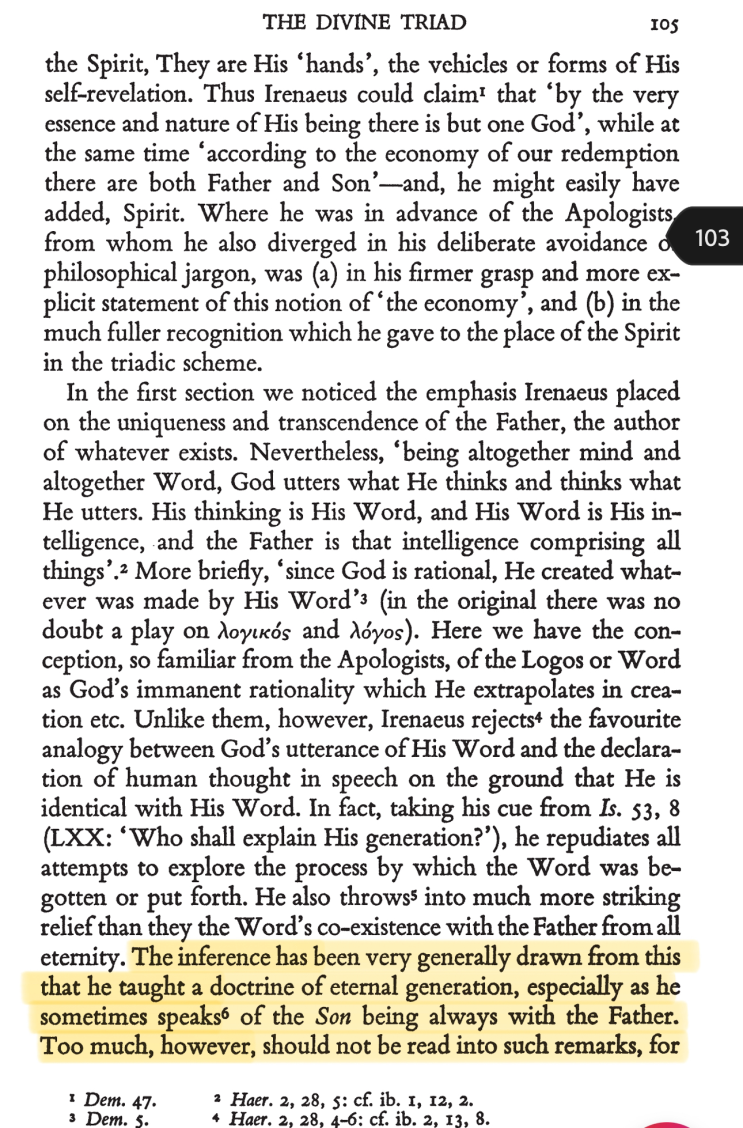 THE DIVINE TRIAD 105
the Spirit, They are His ‘hands’, the vehicles or forms of His
self-revelation. Thus Irenaeus could claim¹ that ‘by the very
essence and nature of His being there is but one God’, while at
the same time ‘according to the economy of our redemption
there are both Father and Son’—and, he might easily have
added, Spirit. Where he was in advance of the Apologists,
from whom he also diverged in his deliberate avoidance
103
philosophical jargon, was (a) in his firmer grasp and more ex-
plicit statement of this notion of ‘the economy’, and (b) in the
much fuller recognition which he gave to the place of the Spirit
in the triadic scheme.
In the first section we noticed the emphasis Irenaeus placed
on the uniqueness and transcendence of the Father, the author
of whatever exists. Nevertheless, ‘being altogether mind and
altogether Word, God utters what He thinks and thinks what
He utters. His thinking is His Word, and His Word is His in-
telligence, and the Father is that intelligence comprising all
things’.² More briefly, ‘since God is rational, He created what-
ever was made by His Word’³ (in the original there was no
doubt a play on λογικός and λόγος). Here we have the con-
ception, so familiar from the Apologists, of the Logos or Word
as God’s immanent rationality which He extrapolates in crea-
tion etc. Unlike them, however, Irenaeus rejects⁴ the favourite
analogy between God’s utterance of His Word and the declara-
tion of human thought in speech on the ground that He is
identical with His Word. In fact, taking his cue from Is. 53, 8
(LXX: ‘Who shall explain His generation?’), he repudiates all
attempts to explore the process by which the Word was be-
gotten or put forth. He also throws⁵ into much more striking
relief than they the Word’s co-existence with the Father from all
eternity. The inference has been very generally drawn from this
that he taught a doctrine of eternal generation, especially as he
sometimes speaks⁶ of the Son being always with the Father.
Too much, however, should not be read into such remarks, for
¹ Dem. 47. ² Haer. 2, 28, 5: cf. ib. 1, 12, 2.
³ Dem. 5. ⁴ Haer. 2, 28, 4-6: cf. ib. 2, 13, 8.